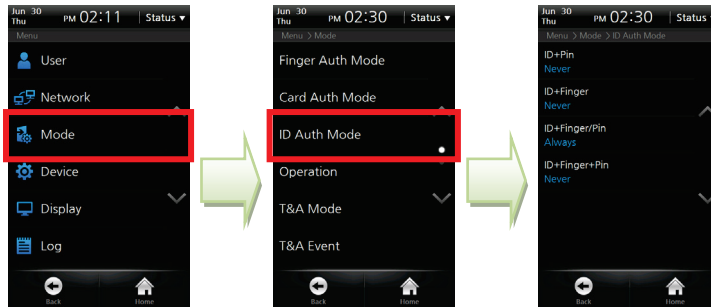 Jun 30
Thu
PM 02:11
Status ▼
Menu
User
Network
Mode
Device
Display
Log
Back
Home
Jun 30
Thu
PM 02:30
Status ▼
Menu > Mode
Finger Auth Mode
Card Auth Mode
ID Auth Mode
Operation
T&A Mode
T&A Event
Back
Home
Jun 30
Thu
PM 02:30
Status
Menu > Mode > ID Auth Mode
ID+Pin
Never
ID+Finger
Never
ID+Finger/Pin
Always
ID+Finger+Pin
Never
Back
Home